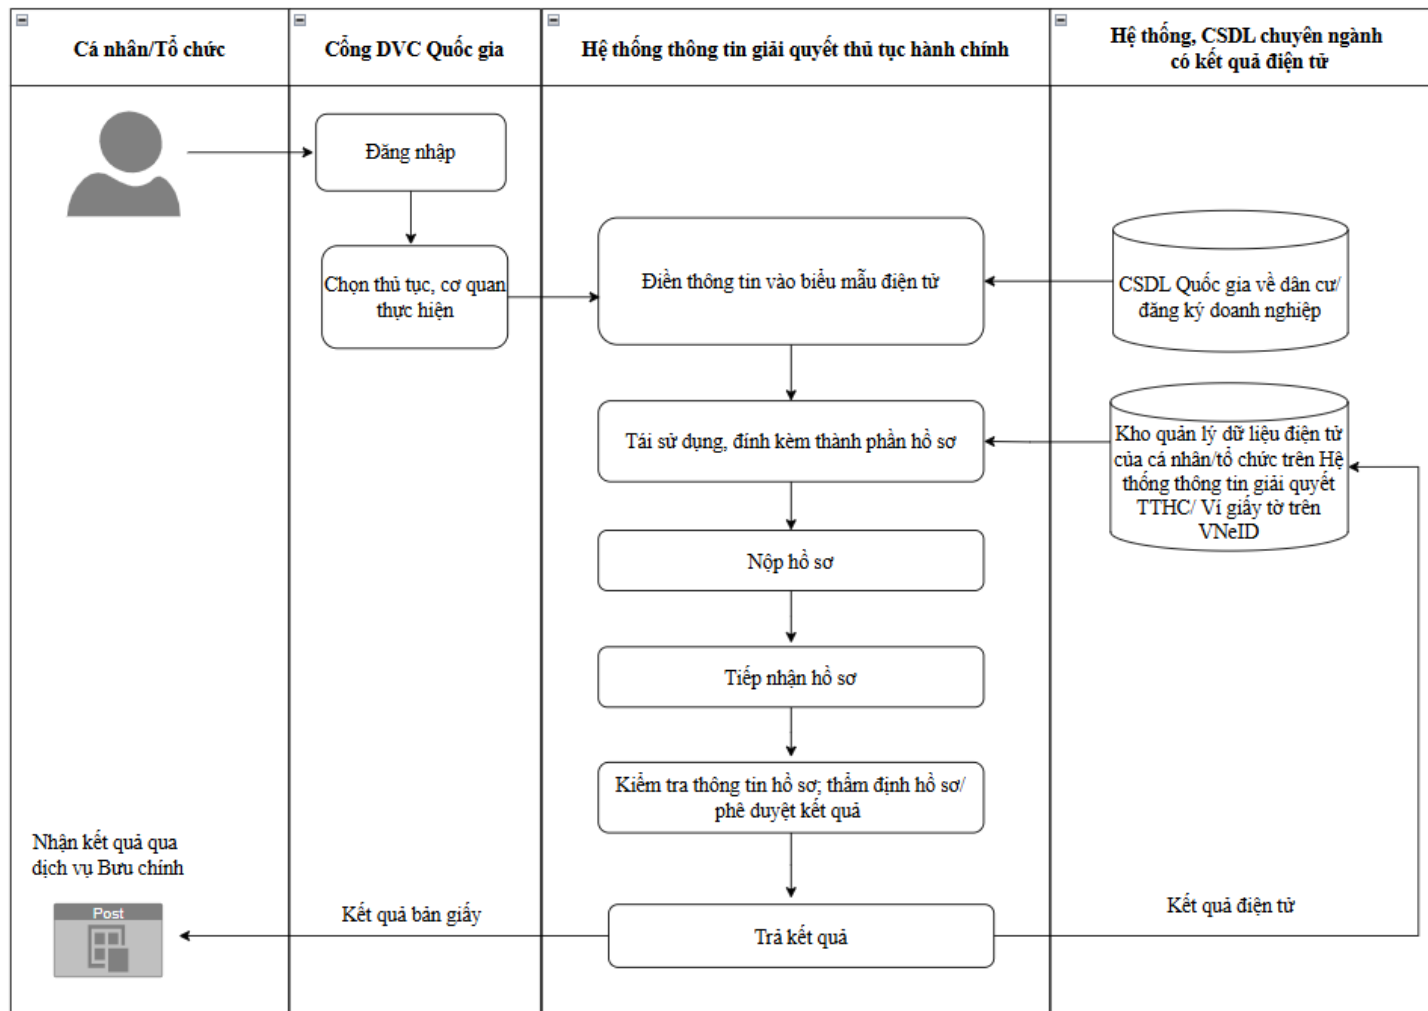 Cá nhân/Tổ chức
Cổng DVC Quốc gia
Hệ thống thông tin giải quyết thủ tục hành chính
Hệ thống, CSDL chuyên ngành
có kết quả điện tử
Đăng nhập
Chọn thủ tục, cơ quan
thực hiện
Điền thông tin vào biểu mẫu điện tử
CSDL Quốc gia về dân cư/
đăng ký doanh nghiệp
Tái sử dụng, đính kèm thành phần hồ sơ
Kho quản lý dữ liệu điện tử
của cá nhân/tổ chức trên Hệ
thống thông tin giải quyết
TTHC/ Ví giấy tờ trên
VNeID
Nộp hồ sơ
Tiếp nhận hồ sơ
Kiểm tra thông tin hồ sơ; thẩm định hồ sơ/
phê duyệt kết quả
Nhận kết quả qua
dịch vụ Bưu chính
Post
Kết quả bản giấy
Trả kết quả
Kết quả điện tử